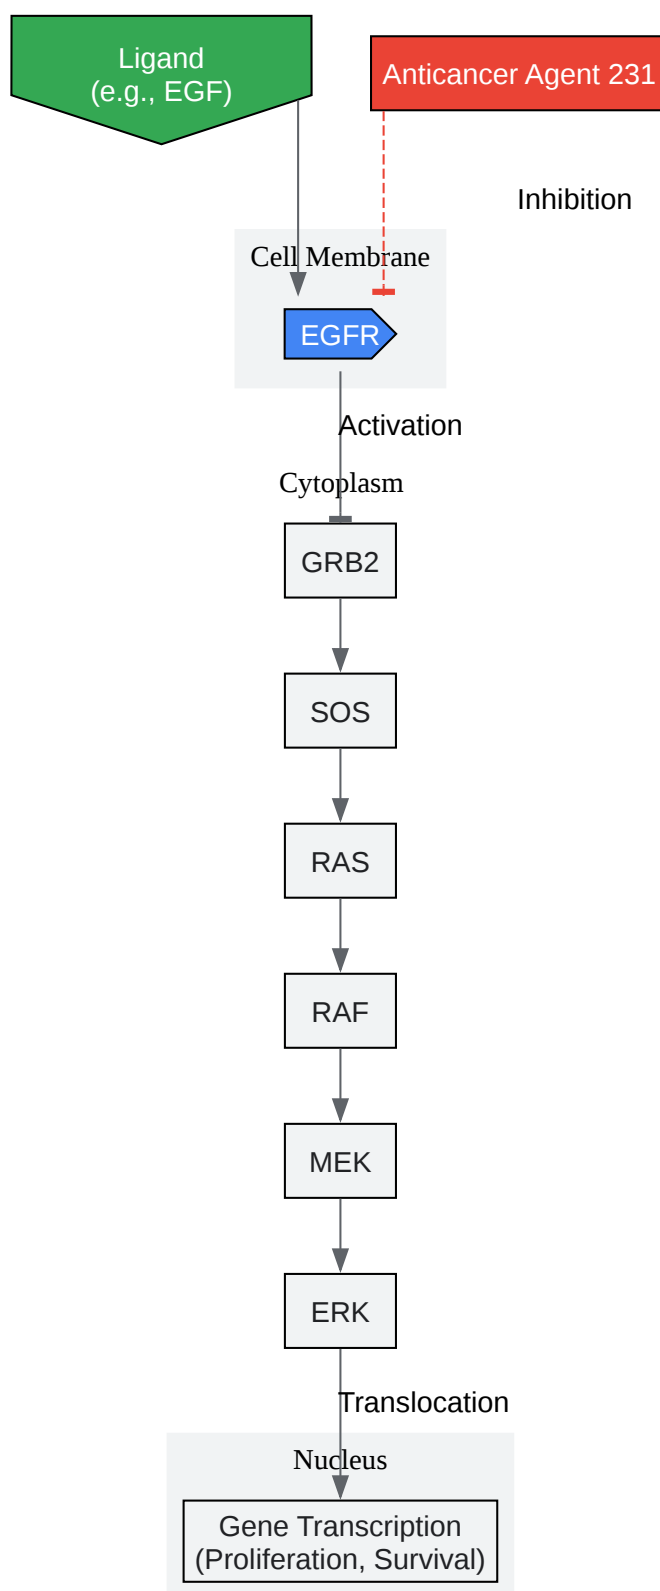 Ligand
(e.g., EGF)
Anticancer Agent 231
Inhibition
Cell Membrane
EGFR
Activation
Cytoplasm
GRB2
SOS
RAS
RAF
MEK
ERK
Translocation
Nucleus
Gene Transcription
(Proliferation, Survival)